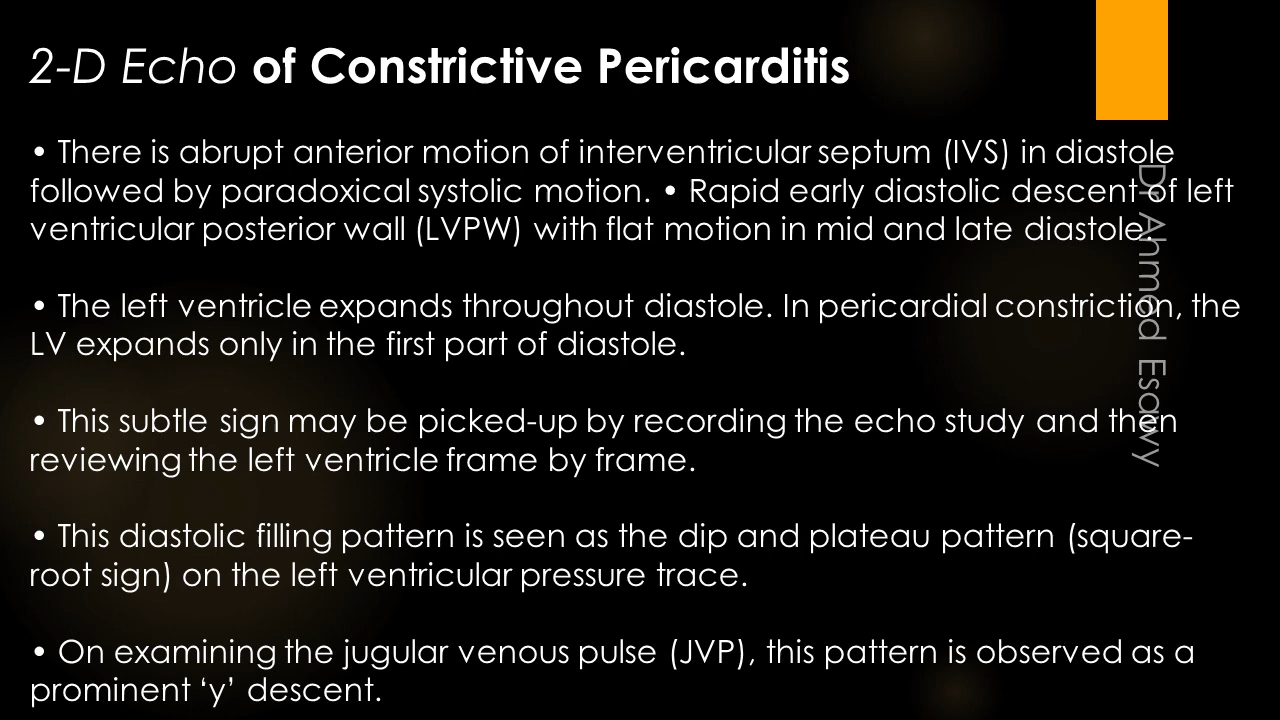 2-D Echo of Constrictive Pericarditis
• There is abrupt anterior motion of interventricular septum (IVS) in diastole
followed by paradoxical systolic motion. • Rapid early diastolic descent of left
ventricular posterior wall (LVPW) with flat motion in mid and late diastole.
• The left ventricle expands throughout diastole. In pericardial constriction, the
LV expands only in the first part of diastole.
• This subtle sign may be picked-up by recording the echo study and then
reviewing the left ventricle frame by frame.
• This diastolic filling pattern is seen as the dip and plateau pattern (square-
root sign) on the left ventricular pressure trace.
• On examining the jugular venous pulse (JVP), this pattern is observed as a
prominent ‘y’ descent.
Dr Ahmed Esawy